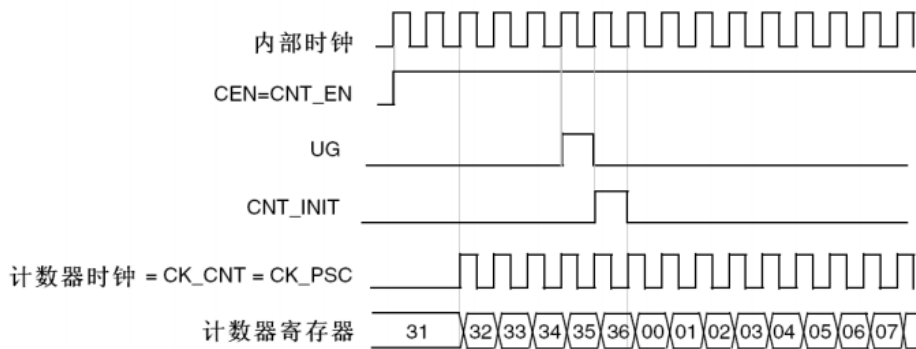 内部时钟
CEN=CNT_EN
UG
CNT_INIT
计数器时钟 = CK_CNT = CK_PSC
计数器寄存器 31 32 33 34 35 36 00 01 02 03 04 05 06 07